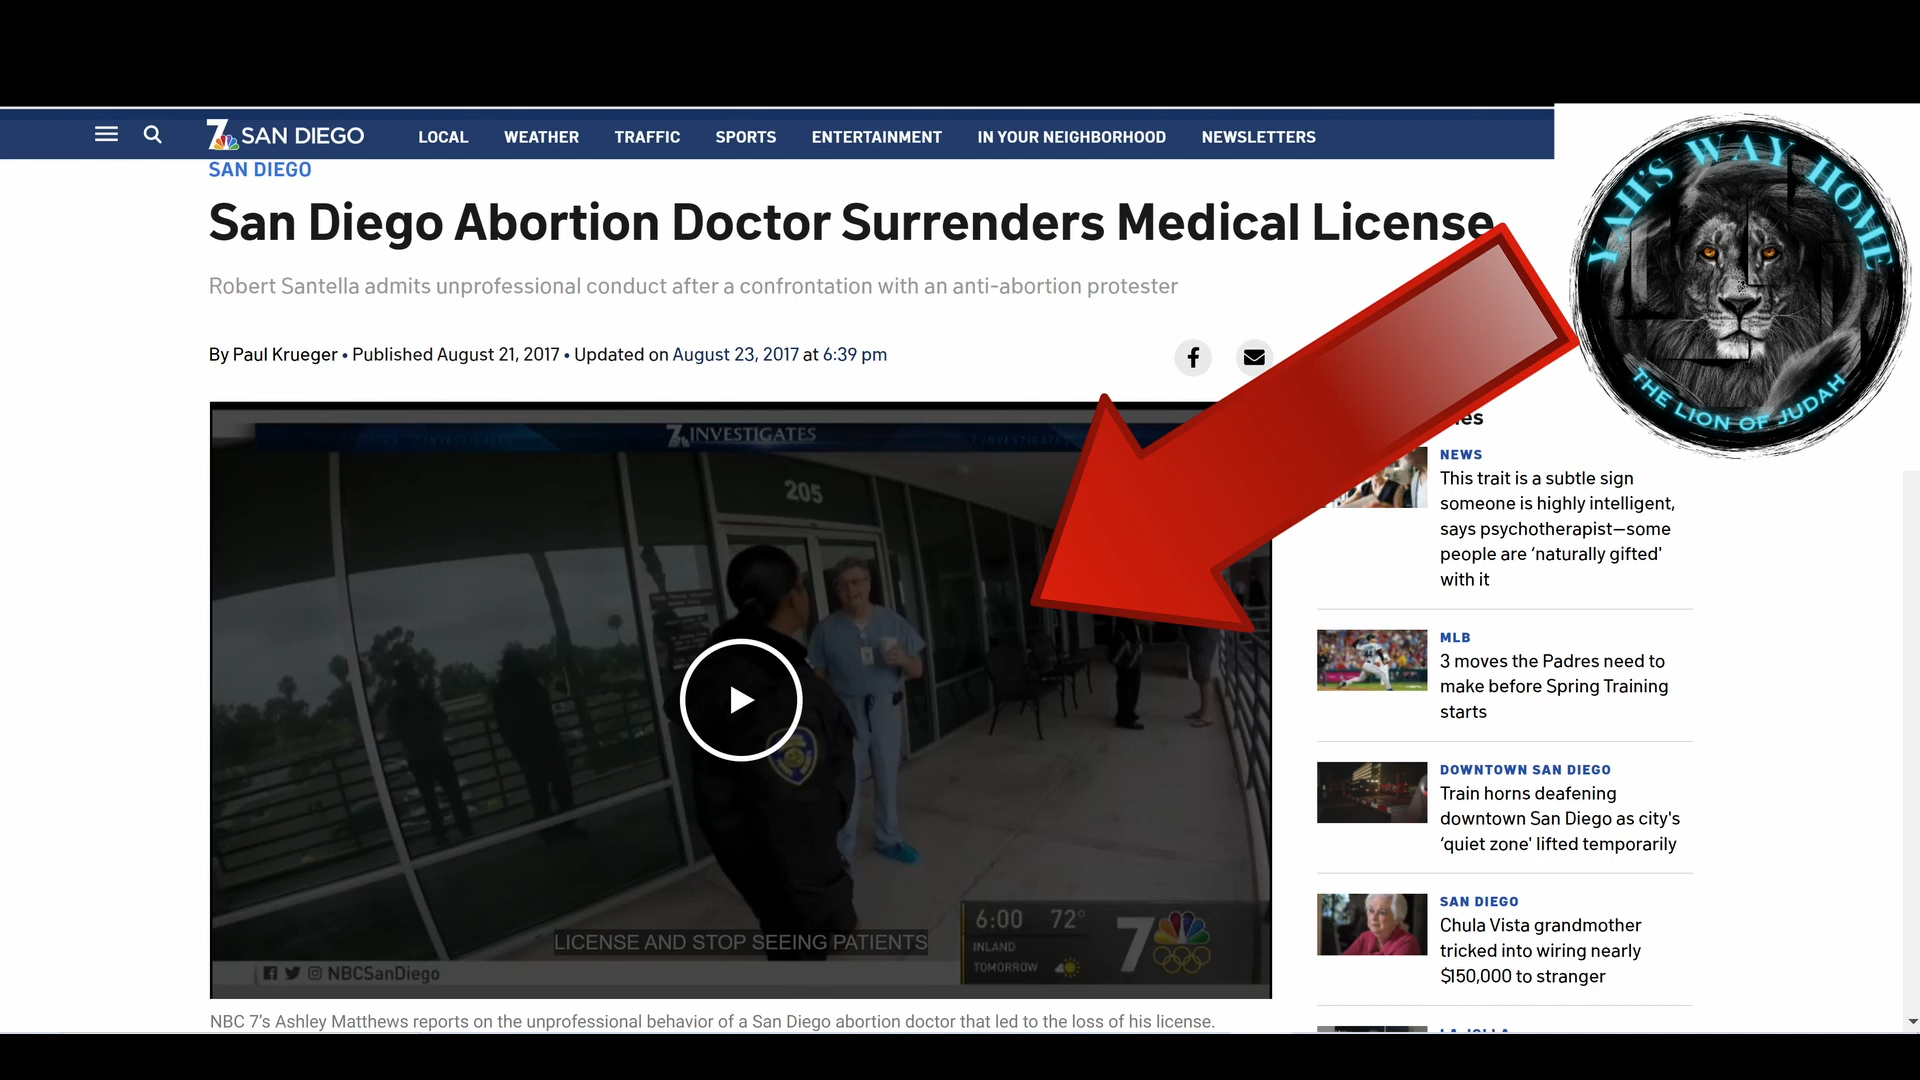 7 SAN DIEGO LOCAL WEATHER TRAFFIC SPORTS ENTERTAINMENT IN YOUR NEIGHBORHOOD NEWSLETTERS
SAN DIEGO
San Diego Abortion Doctor Surrenders Medical License
Robert Santella admits unprofessional conduct after a confrontation with an anti-abortion protester
By Paul Krueger • Published August 21, 2017 • Updated on August 23, 2017 at 6:39 pm
YAH'S WAY HOME
THE LION OF JUDAH
7 INVESTIGATES
205
LICENSE AND STOP SEEING PATIENTS
6:00 72°
INLAND
TOMORROW
7
NBCSanDiego
NBC 7's Ashley Matthews reports on the unprofessional behavior of a San Diego abortion doctor that led to the loss of his license.
NEWS
This trait is a subtle sign
someone is highly intelligent,
says psychotherapist—some
people are ‘naturally gifted'
with it
MLB
3 moves the Padres need to
make before Spring Training
starts
DOWNTOWN SAN DIEGO
Train horns deafening
downtown San Diego as city's
‘quiet zone' lifted temporarily
SAN DIEGO
Chula Vista grandmother
tricked into wiring nearly
$150,000 to stranger